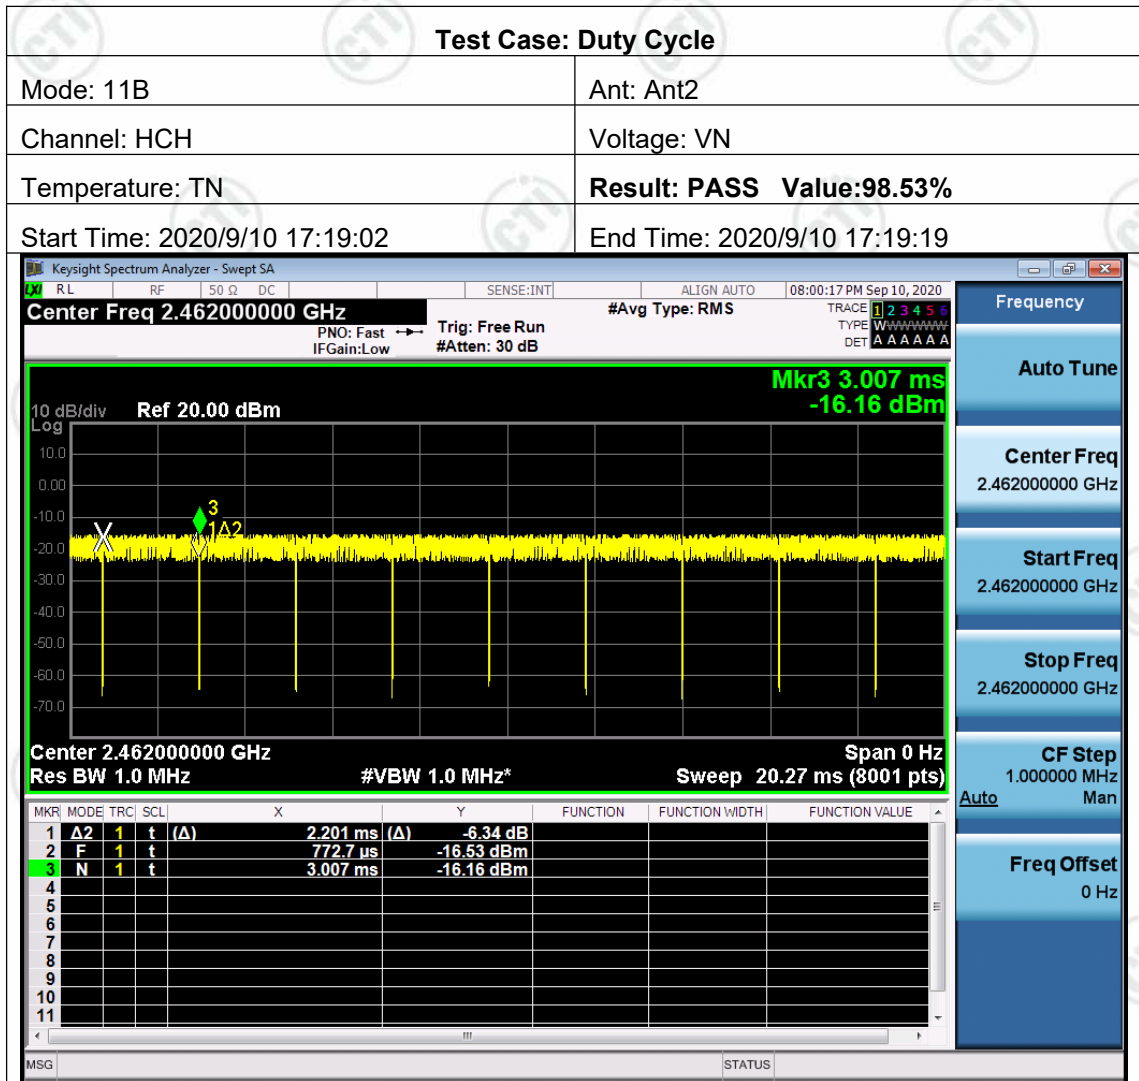 Test Case: Duty Cycle
Mode: 11B
Ant: Ant2
Channel: HCH
Voltage: VN
Temperature: TN
Result: PASS Value:98.53%
Start Time: 2020/9/10 17:19:02
End Time: 2020/9/10 17:19:19
Keysight Spectrum Analyzer - Swept SA
LXI RL RF 50 Ω DC SENSE:INT ALIGN AUTO 08:00:17 PM Sep 10, 2020
Center Freq 2.462000000 GHz
#Avg Type: RMS
TRACE 1 2 3 4 5 6
TYPE WWWWWW
DET A A A A A A
PNO: Fast
IFGain:Low
Trig: Free Run
#Atten: 30 dB
Frequency
Auto Tune
Center Freq
2.462000000 GHz
Start Freq
2.462000000 GHz
Stop Freq
2.462000000 GHz
CF Step
1.000000 MHz
Auto Man
Freq Offset
0 Hz
Mkr3 3.007 ms
-16.16 dBm
10 dB/div Ref 20.00 dBm
Log
10.0
0.00
-10.0
-20.0
-30.0
-40.0
-50.0
-60.0
-70.0
3
1Δ2
X
Center 2.462000000 GHz Span 0 Hz
Res BW 1.0 MHz #VBW 1.0 MHz* Sweep 20.27 ms (8001 pts)
MKR MODE TRC SCL X Y FUNCTION FUNCTION WIDTH FUNCTION VALUE
1 Δ2 1 t (Δ) 2.201 ms (Δ) -6.34 dB
2 F 1 t 772.7 µs -16.53 dBm
3 N 1 t 3.007 ms -16.16 dBm
4
5
6
7
8
9
10
11
MSG STATUS
CTI